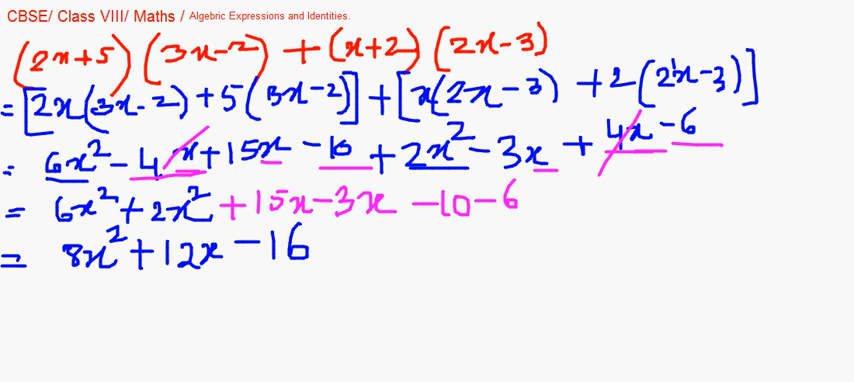 CBSE/ Class VIII/ Maths / Algebric Expressions and Identities.
(2x+5) (3x-2) + (x+2) (2x-3)
= [2x(3x-2) + 5(3x-2)] + [x(2x-3) + 2(2x-3)]
= 6x² - 4x + 15x - 10 + 2x² - 3x + 4x - 6
= 6x² + 2x² + 15x - 3x - 10 - 6
= 8x² + 12x - 16